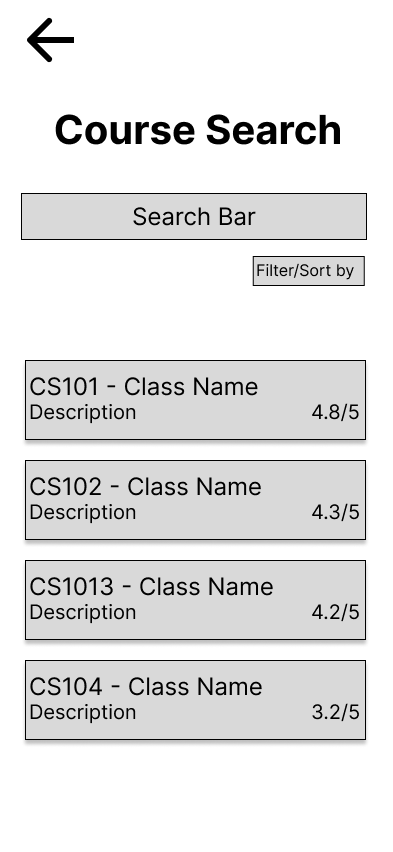 Course Search
Search Bar
Filter/Sort by
CS101 - Class Name
Description 4.8/5
CS102 - Class Name
Description 4.3/5
CS1013 - Class Name
Description 4.2/5
CS104 - Class Name
Description 3.2/5